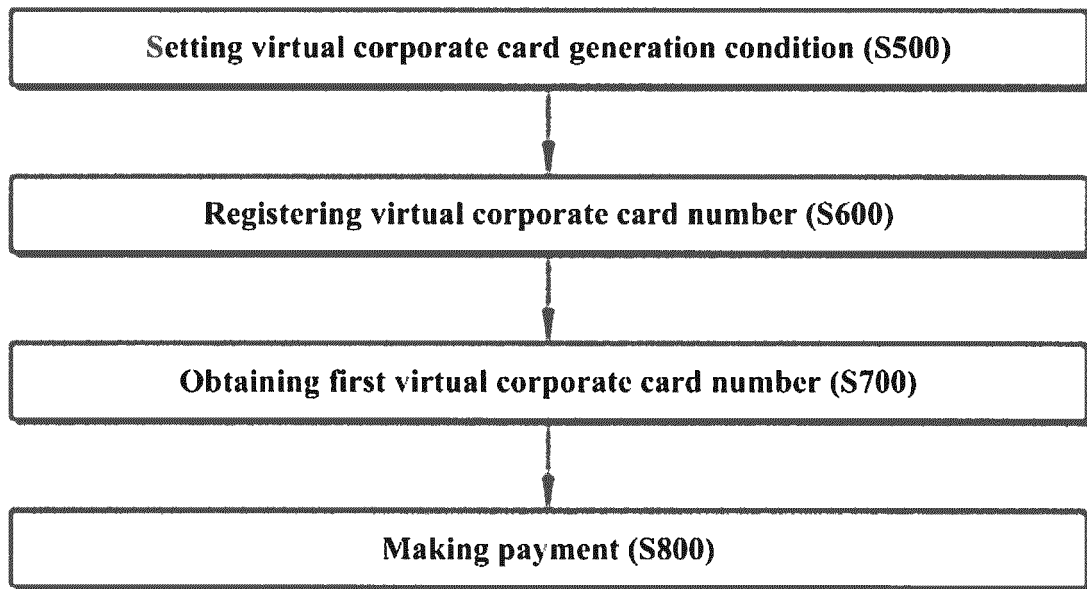 Setting virtual corporate card generation condition (S500)
Registering virtual corporate card number (S600)
Obtaining first virtual corporate card number (S700)
Making payment (S800)